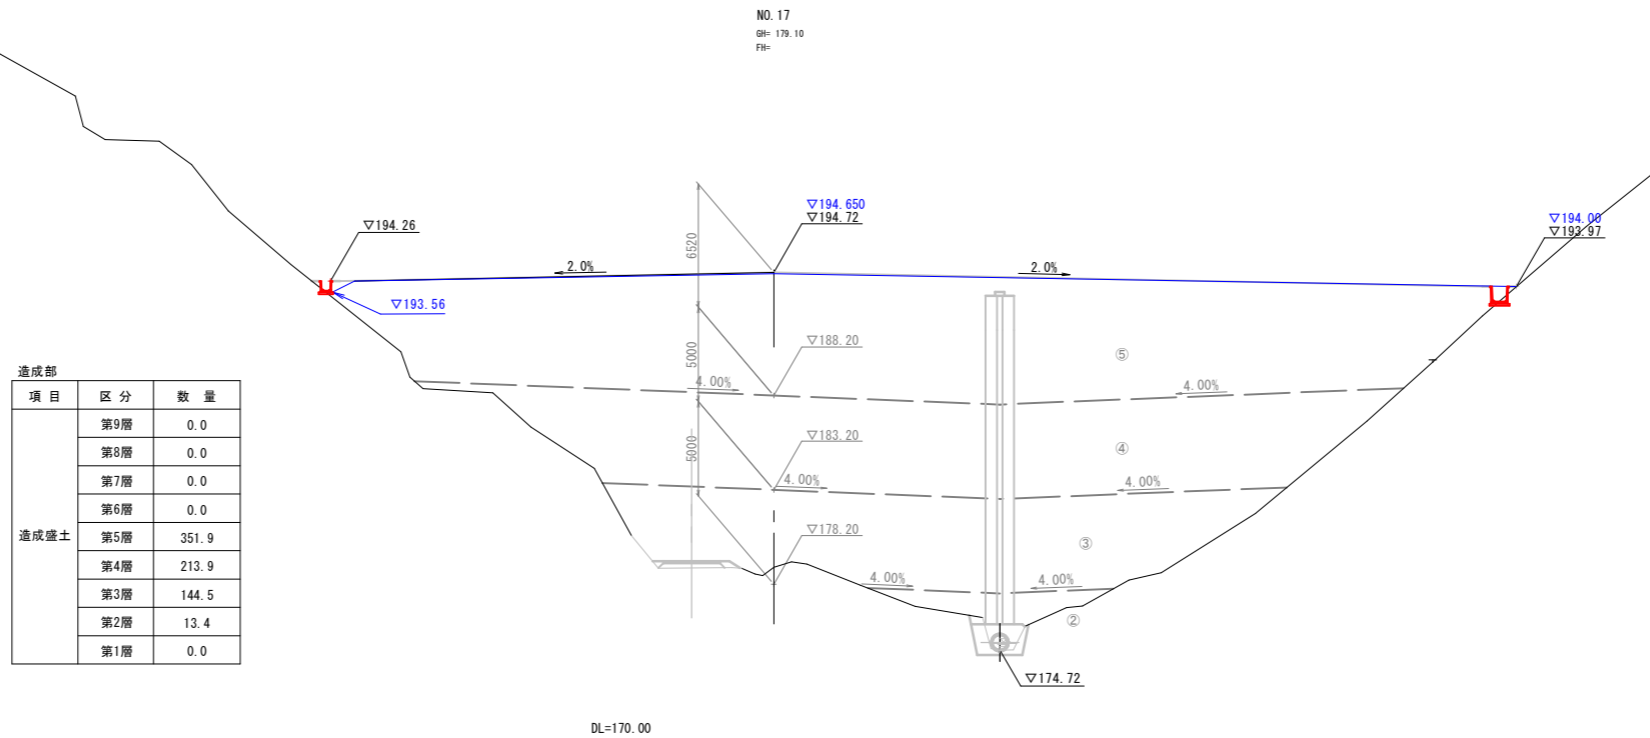 NO.17
GH= 179.10
FH=
▽194.650
▽194.72
▽194.26
▽194.00
▽193.97
6520
2.0%
2.0%
▽193.56
▽188.20
5000
⑤
4.00%
4.00%
▽183.20
5000
④
4.00%
4.00%
▽178.20
③
4.00%
4.00%
②
▽174.72
造成部
項 目 区 分 数 量
造成盛土
第9層 0.0
第8層 0.0
第7層 0.0
第6層 0.0
第5層 351.9
第4層 213.9
第3層 144.5
第2層 13.4
第1層 0.0
DL=170.00